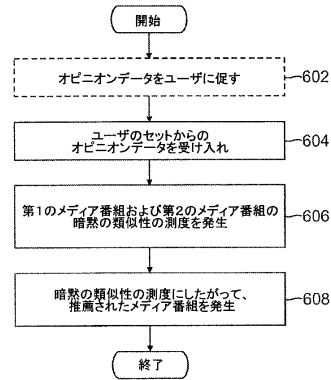 開始
オピニオンデータをユーザに促す
602
ユーザのセットからの
オピニオンデータを受け入れ
604
第1のメディア番組および第2のメディア番組の
暗黙の類似性の測度を発生
606
暗黙の類似性の測度にしたがって、
推薦されたメディア番組を発生
608
終了